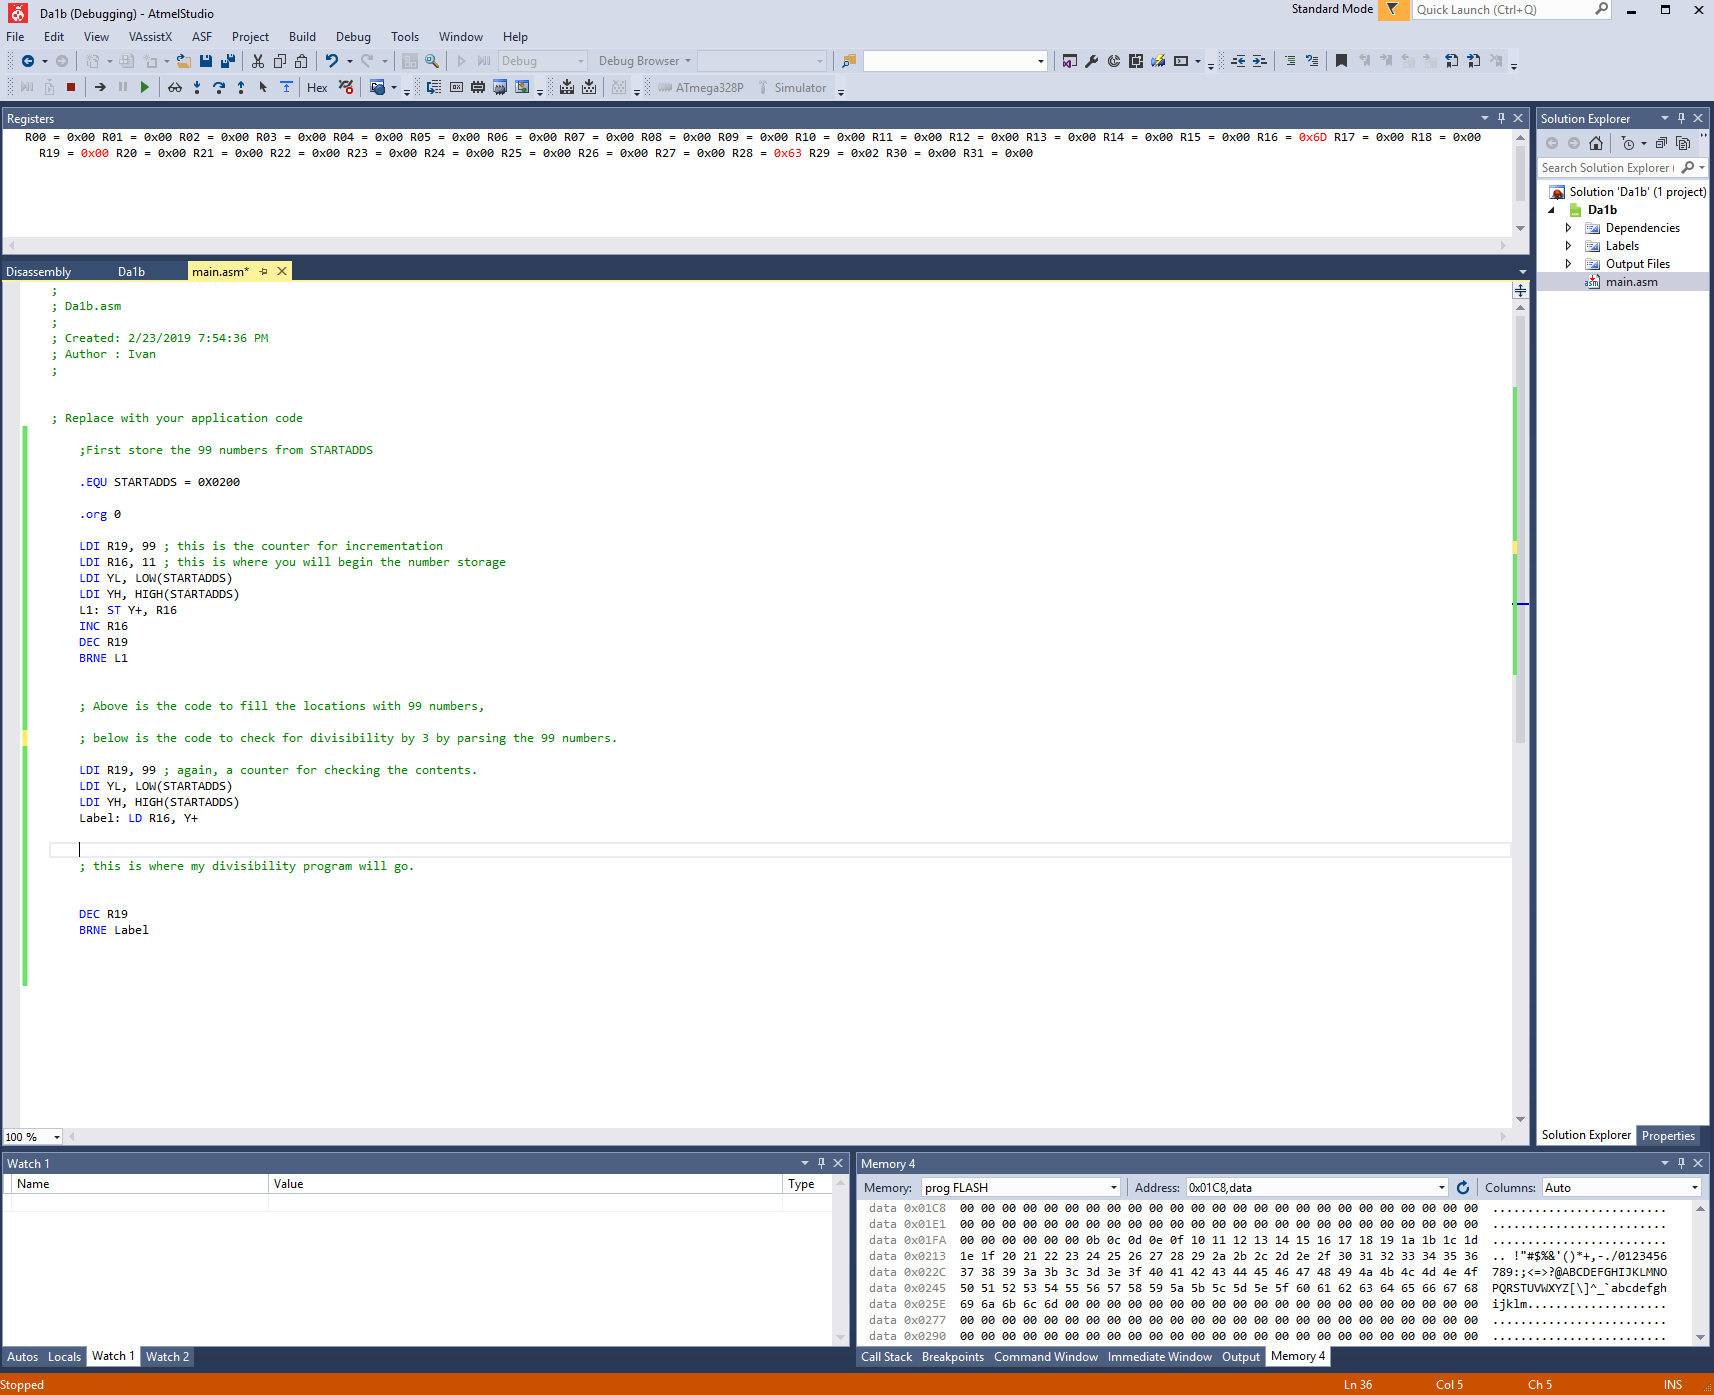 Da1b (Debugging) - AtmelStudio
Standard Mode
Quick Launch (Ctrl+Q)
File Edit View VAssistX ASF Project Build Debug Tools Window Help
Debug
Debug Browser
Hex
ATmega328P
Simulator
Registers
R00 = 0x00 R01 = 0x00 R02 = 0x00 R03 = 0x00 R04 = 0x00 R05 = 0x00 R06 = 0x00 R07 = 0x00 R08 = 0x00 R09 = 0x00 R10 = 0x00 R11 = 0x00 R12 = 0x00 R13 = 0x00 R14 = 0x00 R15 = 0x00 R16 = 0x6D R17 = 0x00 R18 = 0x00
R19 = 0x00 R20 = 0x00 R21 = 0x00 R22 = 0x00 R23 = 0x00 R24 = 0x00 R25 = 0x00 R26 = 0x00 R27 = 0x00 R28 = 0x63 R29 = 0x02 R30 = 0x00 R31 = 0x00
Disassembly Da1b main.asm*
;
; Da1b.asm
;
; Created: 2/23/2019 7:54:36 PM
; Author : Ivan
;
; Replace with your application code
;First store the 99 numbers from STARTADDS
.EQU STARTADDS = 0X0200
.org 0
LDI R19, 99 ; this is the counter for incrementation
LDI R16, 11 ; this is where you will begin the number storage
LDI YL, LOW(STARTADDS)
LDI YH, HIGH(STARTADDS)
L1: ST Y+, R16
INC R16
DEC R19
BRNE L1
; Above is the code to fill the locations with 99 numbers,
; below is the code to check for divisibility by 3 by parsing the 99 numbers.
LDI R19, 99 ; again, a counter for checking the contents.
LDI YL, LOW(STARTADDS)
LDI YH, HIGH(STARTADDS)
Label: LD R16, Y+
; this is where my divisibility program will go.
DEC R19
BRNE Label
100 %
Solution Explorer
Search Solution Explorer (
Solution 'Da1b' (1 project)
Da1b
Dependencies
Labels
Output Files
main.asm
Solution Explorer Properties
Watch 1
Name Value Type
Autos Locals Watch 1 Watch 2
Memory 4
Memory: prog FLASH Address: 0x01C8,data Columns: Auto
data 0x01C8 00 00 00 00 00 00 00 00 00 00 00 00 00 00 00 00 00 00 00 00 00 00 00 00 00 .........................
data 0x01E1 00 00 00 00 00 00 00 00 00 00 00 00 00 00 00 00 00 00 00 00 00 00 00 00 00 .........................
data 0x01FA 00 00 00 00 00 00 0b 0c 0d 0e 0f 10 11 12 13 14 15 16 17 18 19 1a 1b 1c 1d .........................
data 0x0213 1e 1f 20 21 22 23 24 25 26 27 28 29 2a 2b 2c 2d 2e 2f 30 31 32 33 34 35 36 .. !"#$%&'()*+,-./0123456
data 0x022C 37 38 39 3a 3b 3c 3d 3e 3f 40 41 42 43 44 45 46 47 48 49 4a 4b 4c 4d 4e 4f 789:;<=>?@ABCDEFGHIJKLMNO
data 0x0245 50 51 52 53 54 55 56 57 58 59 5a 5b 5c 5d 5e 5f 60 61 62 63 64 65 66 67 68 PQRSTUVWXYZ[\]^_`abcdefgh
data 0x025E 69 6a 6b 6c 6d 00 00 00 00 00 00 00 00 00 00 00 00 00 00 00 00 00 00 00 00 ijklm....................
data 0x0277 00 00 00 00 00 00 00 00 00 00 00 00 00 00 00 00 00 00 00 00 00 00 00 00 00 .........................
data 0x0290 00 00 00 00 00 00 00 00 00 00 00 00 00 00 00 00 00 00 00 00 00 00 00 00 00 .........................
Call Stack Breakpoints Command Window Immediate Window Output Memory 4
Stopped
Ln 36 Col 5 Ch 5 INS